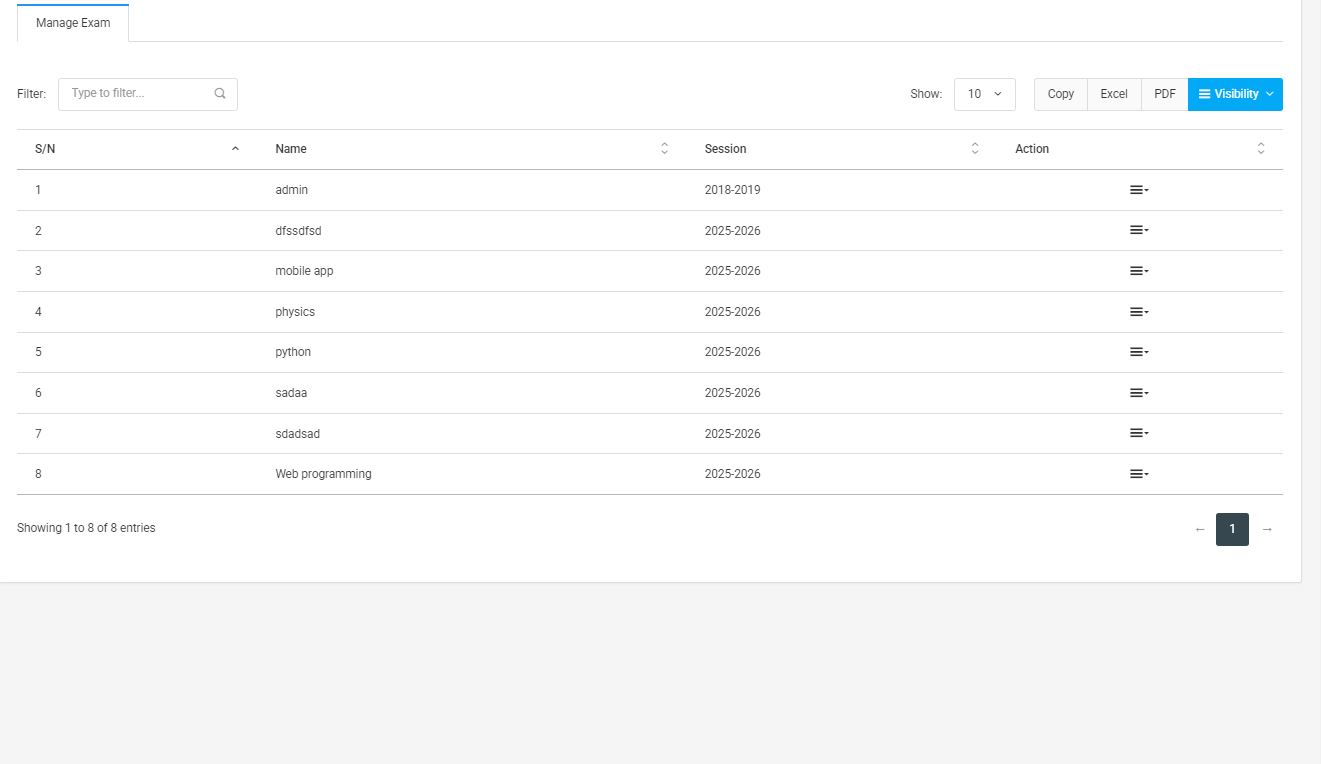 Manage Exam
Filter: Type to filter... Show: 10 Copy Excel PDF Visibility
S/N Name Session Action
1 admin 2018-2019
2 dfssdfsd 2025-2026
3 mobile app 2025-2026
4 physics 2025-2026
5 python 2025-2026
6 sadaa 2025-2026
7 sdadsad 2025-2026
8 Web programming 2025-2026
Showing 1 to 8 of 8 entries ← 1 →